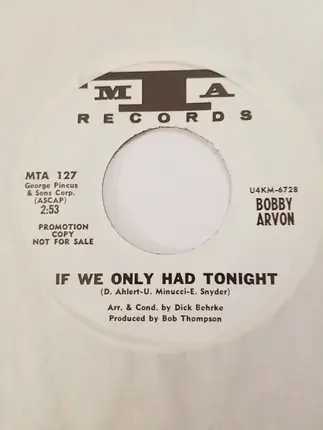 MTA
RECORDS
MTA 127
George Pincus
& Sons Corp.
(ASCAP)
2:53
PROMOTION
COPY
NOT FOR SALE
U4KM-6728
BOBBY
ARVON
IF WE ONLY HAD TONIGHT
(D. Ahlert-U. Minucci-E. Snyder)
Arr. & Cond. by Dick Behrke
Produced by Bob Thompson